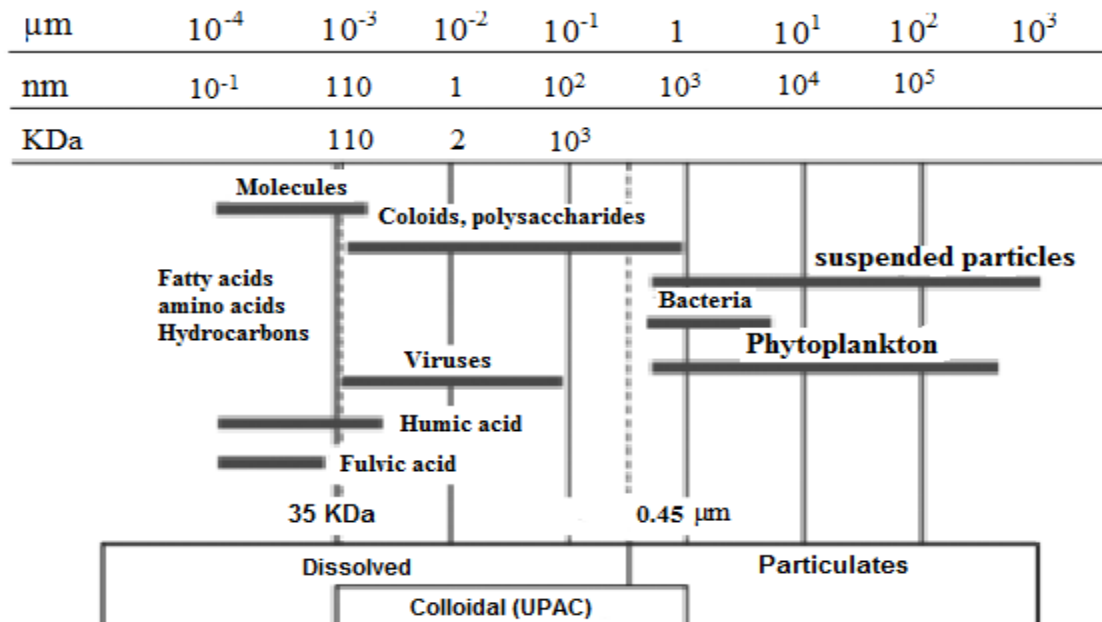 µm 10⁻⁴ 10⁻³ 10⁻² 10⁻¹ 1 10¹ 10² 10³
nm 10⁻¹ 110 1 10² 10³ 10⁴ 10⁵
KDa 110 2 10³
Molecules
Coloids, polysaccharides
suspended particles
Fatty acids
amino acids
Hydrocarbons
Bacteria
Phytoplankton
Viruses
Humic acid
Fulvic acid
35 KDa 0.45 µm
Dissolved Particulates
Colloidal (UPAC)